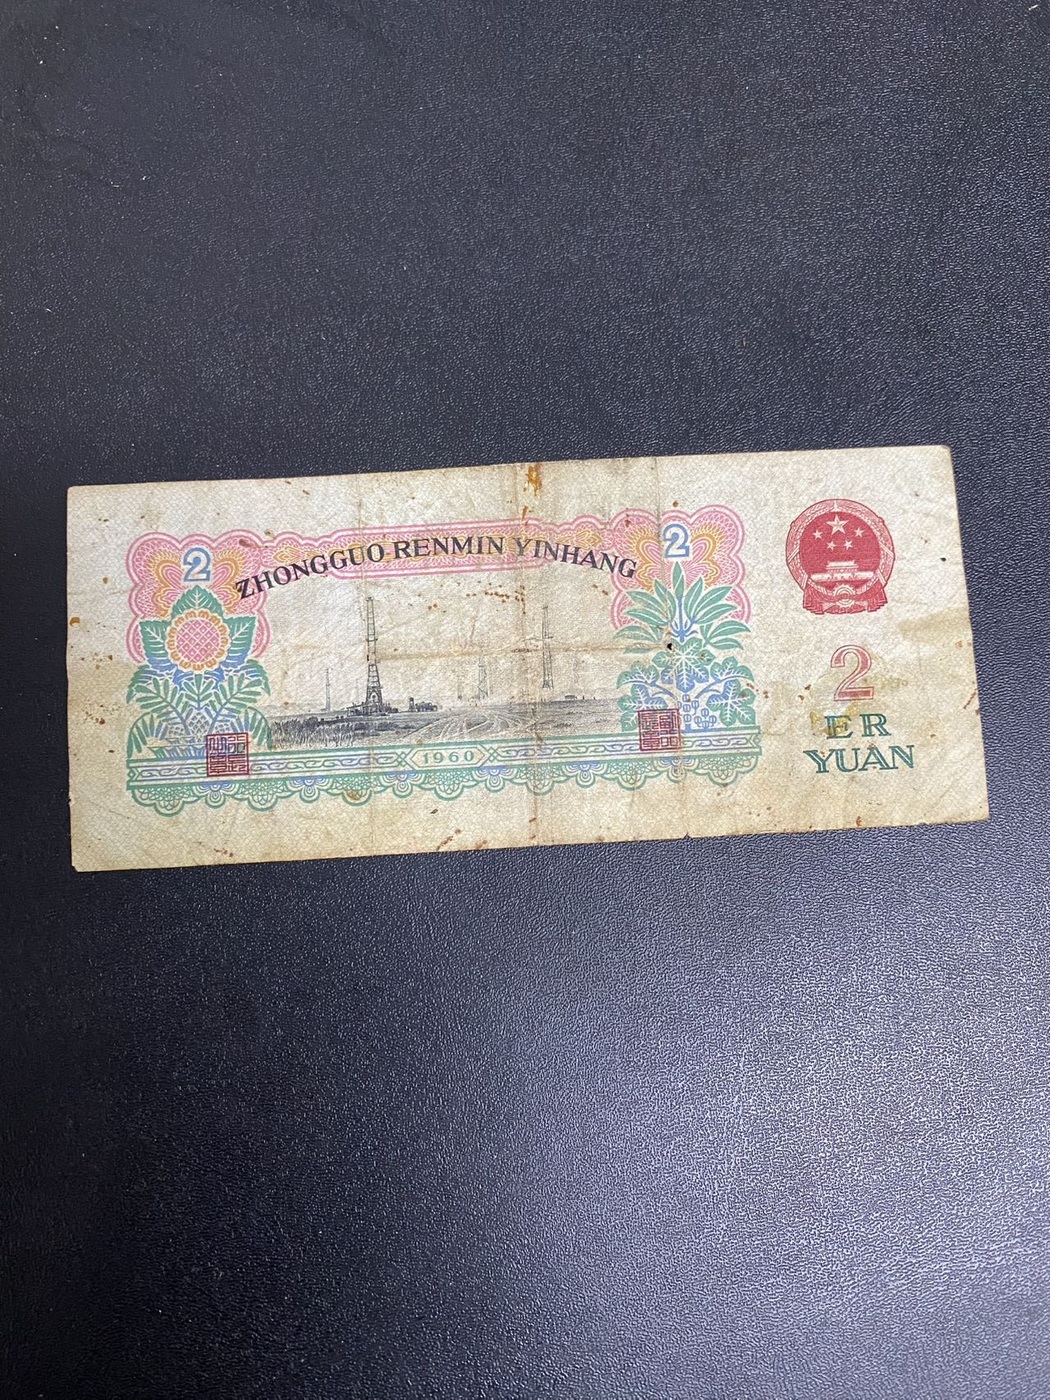 2
ZHONGGUO RENMIN YINHANG
2
1960
2
ER
YUAN